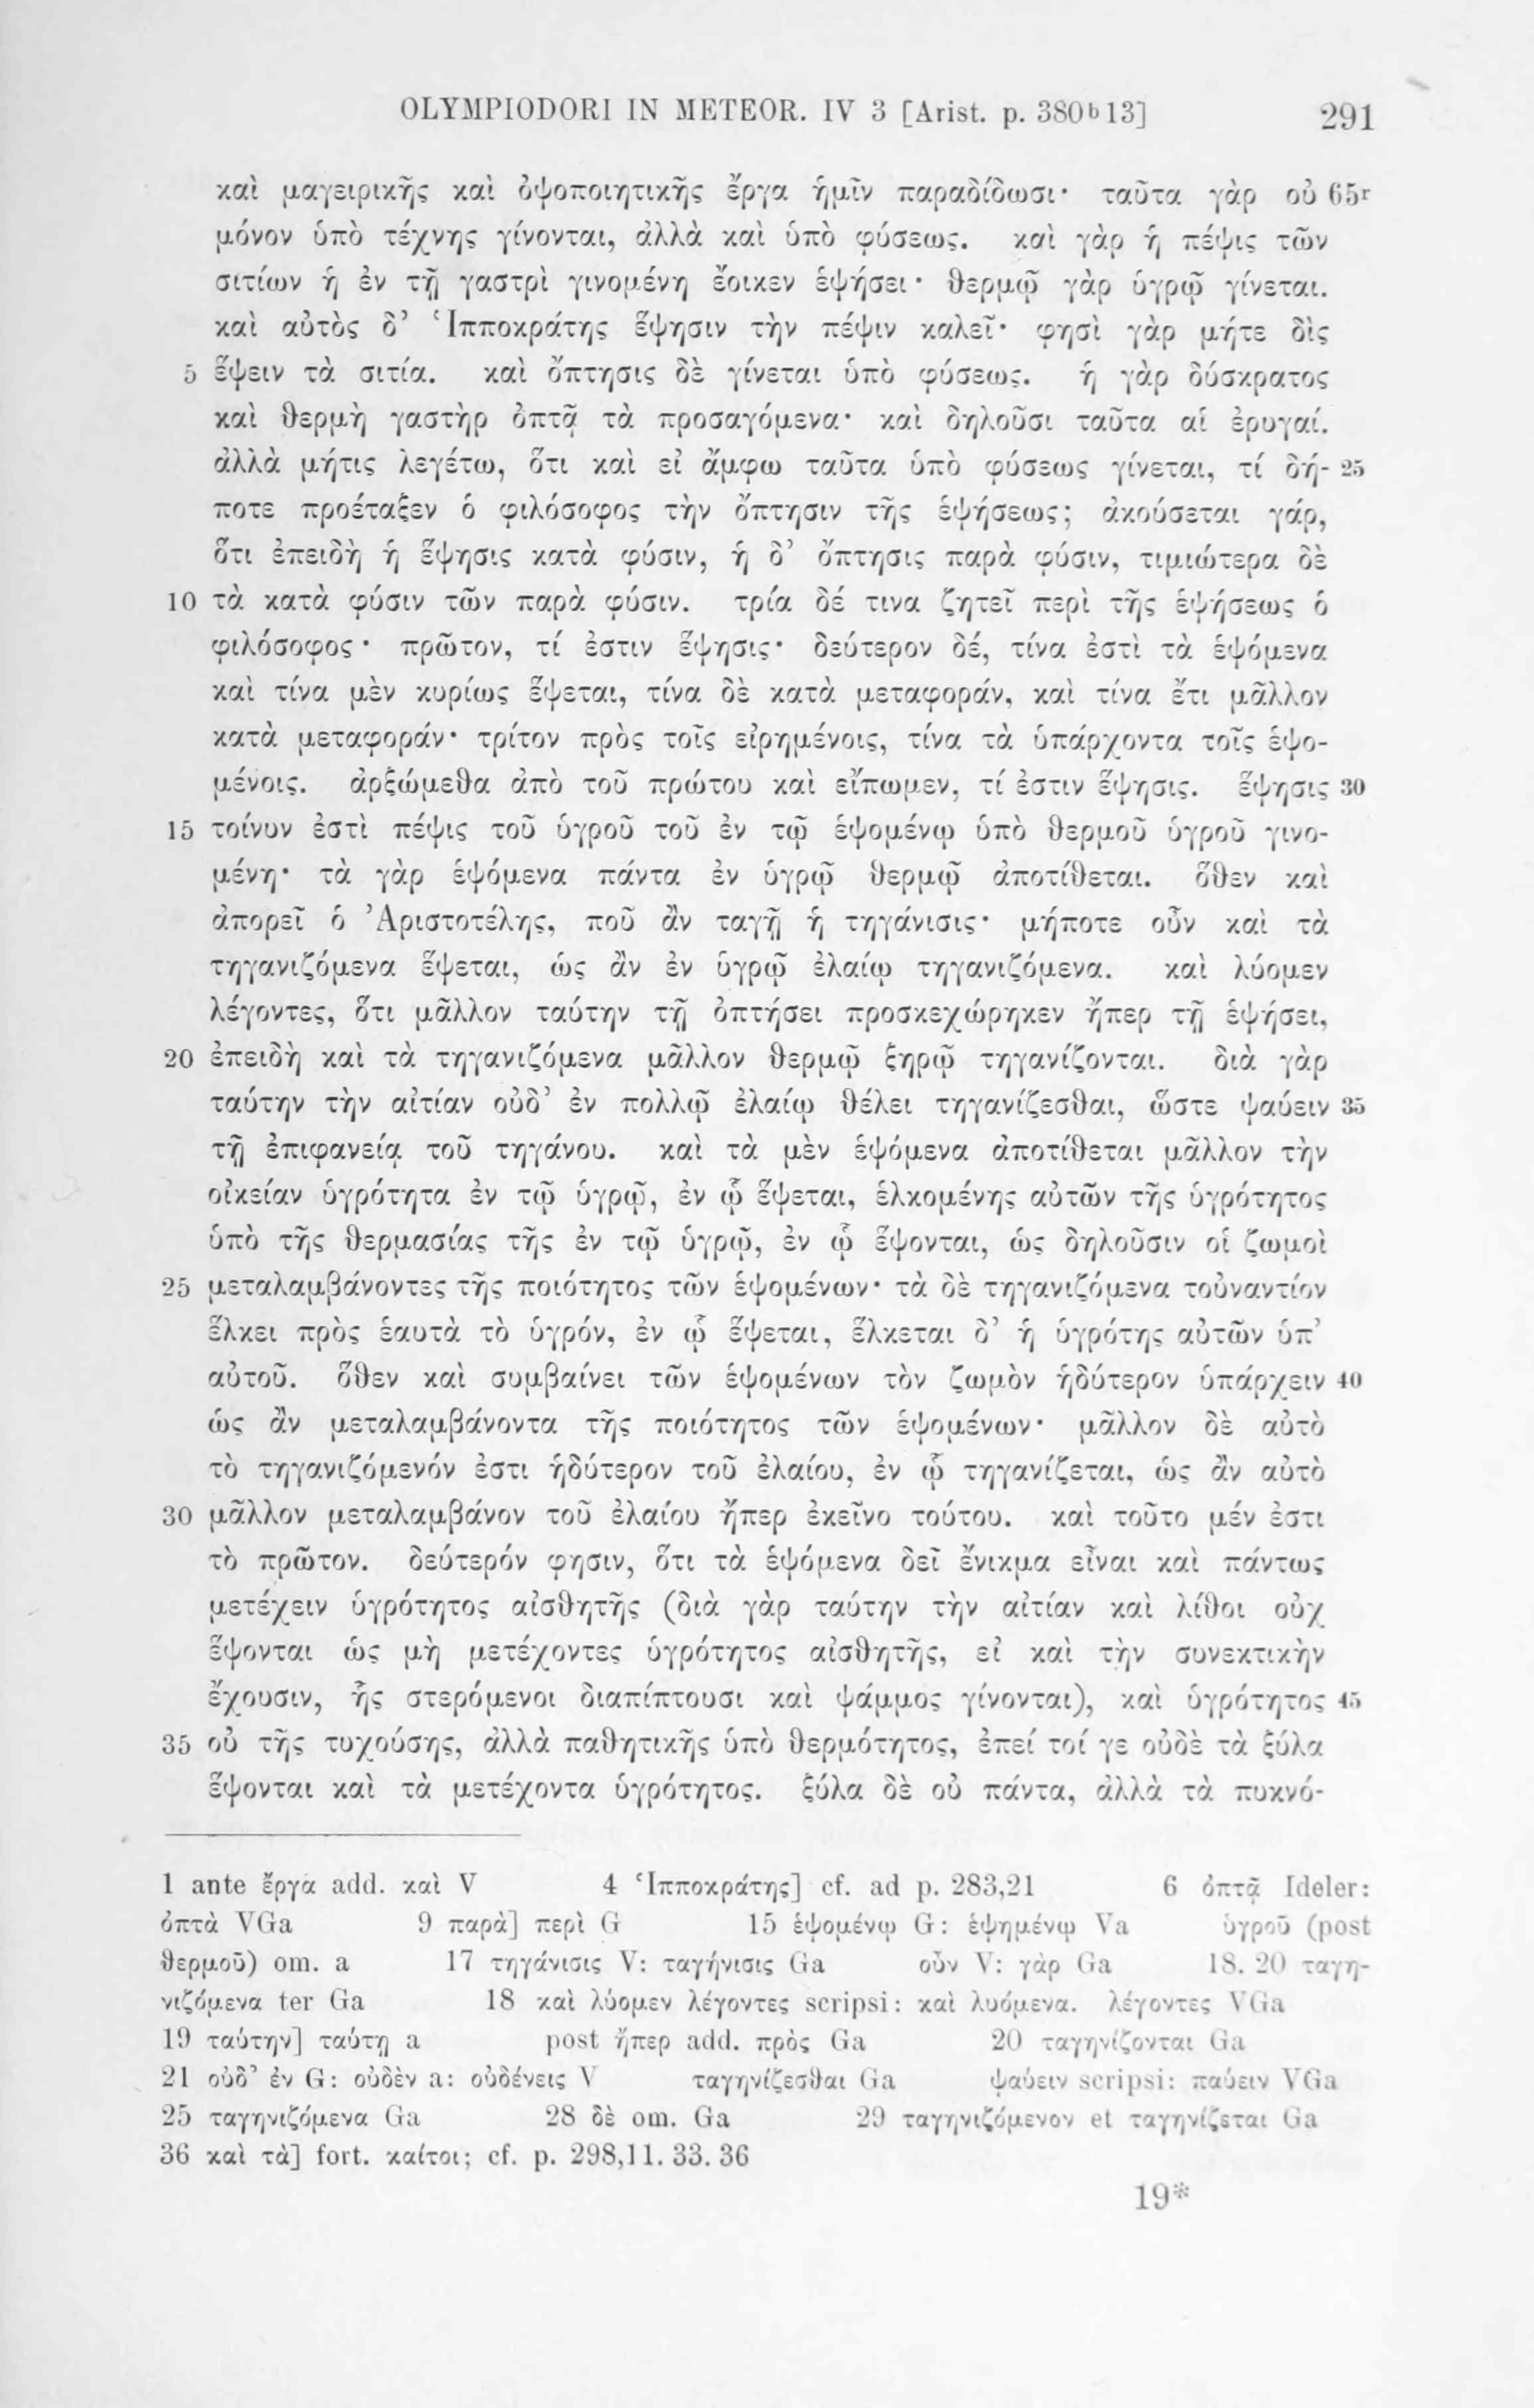 OLYMPIODORI IN METEOR. IV 3 [Arist. p. 380ᵇ13] 291
καὶ μαγειρικῆς καὶ ὀψοποιητικῆς ἔργα ἡμῖν παραδίδωσι· ταῦτα γὰρ οὐ 65ʳ
μόνον ὑπὸ τέχνης γίνονται, ἀλλὰ καὶ ὑπὸ φύσεως. καὶ γὰρ ἡ πέψις τῶν
σιτίων ἡ ἐν τῇ γαστρὶ γινομένη ἔοικεν ἑψήσει· θερμῷ γὰρ ὑγρῷ γίνεται.
καὶ αὐτὸς δ’ Ἱπποκράτης ἕψησιν τὴν πέψιν καλεῖ· φησὶ γὰρ μήτε δὶς
5 ἕψειν τὰ σιτία. καὶ ὄπτησις δὲ γίνεται ὑπὸ φύσεως. ἡ γὰρ δύσκρατος
καὶ θερμὴ γαστὴρ ὀπτᾷ τὰ προσαγόμενα· καὶ δηλοῦσι ταῦτα αἱ ἐρυγαί.
ἀλλὰ μήτις λεγέτω, ὅτι καὶ εἰ ἄμφω ταῦτα ὑπὸ φύσεως γίνεται, τί δή- 25
ποτε προέταξεν ὁ φιλόσοφος τὴν ὄπτησιν τῆς ἑψήσεως; ἀκούσεται γάρ,
ὅτι ἐπειδὴ ἡ ἕψησις κατὰ φύσιν, ἡ δ’ ὄπτησις παρὰ φύσιν, τιμιώτερα δὲ
10 τὰ κατὰ φύσιν τῶν παρὰ φύσιν. τρία δέ τινα ζητεῖ περὶ τῆς ἑψήσεως ὁ
φιλόσοφος· πρῶτον, τί ἐστιν ἕψησις· δεύτερον δέ, τίνα ἐστὶ τὰ ἑψόμενα
καὶ τίνα μὲν κυρίως ἕψεται, τίνα δὲ κατὰ μεταφοράν, καὶ τίνα ἔτι μᾶλλον
κατὰ μεταφοράν· τρίτον πρὸς τοῖς εἰρημένοις, τίνα τὰ ὑπάρχοντα τοῖς ἑψο-
μένοις. ἀρξώμεθα ἀπὸ τοῦ πρώτου καὶ εἴπωμεν, τί ἐστιν ἕψησις. ἕψησις 30
15 τοίνυν ἐστὶ πέψις τοῦ ὑγροῦ τοῦ ἐν τῷ ἑψομένῳ ὑπὸ θερμοῦ ὑγροῦ γινο-
μένη· τὰ γὰρ ἑψόμενα πάντα ἐν ὑγρῷ θερμῷ ἀποτίθεται. ὅθεν καὶ
ἀπορεῖ ὁ Ἀριστοτέλης, ποῦ ἂν ταγῇ ἡ τηγάνισις· μήποτε οὖν καὶ τὰ
τηγανιζόμενα ἕψεται, ὡς ἂν ἐν ὑγρῷ ἐλαίῳ τηγανιζόμενα. καὶ λύομεν
λέγοντες, ὅτι μᾶλλον ταύτην τῇ ὀπτήσει προσκεχώρηκεν ἤπερ τῇ ἑψήσει,
20 ἐπειδὴ καὶ τὰ τηγανιζόμενα μᾶλλον θερμῷ ξηρῷ τηγανίζονται. διὰ γὰρ
ταύτην τὴν αἰτίαν οὐδ’ ἐν πολλῷ ἐλαίῳ θέλει τηγανίζεσθαι, ὥστε ψαύειν 35
τῇ ἐπιφανείᾳ τοῦ τηγάνου. καὶ τὰ μὲν ἑψόμενα ἀποτίθεται μᾶλλον τὴν
οἰκείαν ὑγρότητα ἐν τῷ ὑγρῷ, ἐν ᾧ ἕψεται, ἑλκομένης αὐτῶν τῆς ὑγρότητος
ὑπὸ τῆς θερμασίας τῆς ἐν τῷ ὑγρῷ, ἐν ᾧ ἕψονται, ὡς δηλοῦσιν οἱ ζωμοὶ
25 μεταλαμβάνοντες τῆς ποιότητος τῶν ἑψομένων· τὰ δὲ τηγανιζόμενα τοὐναντίον
ἕλκει πρὸς ἑαυτὰ τὸ ὑγρόν, ἐν ᾧ ἕψεται, ἕλκεται δ’ ἡ ὑγρότης αὐτῶν ὑπ’
αὐτοῦ. ὅθεν καὶ συμβαίνει τῶν ἑψομένων τὸν ζωμὸν ἡδύτερον ὑπάρχειν 40
ὡς ἂν μεταλαμβάνοντα τῆς ποιότητος τῶν ἑψομένων· μᾶλλον δὲ αὐτὸ
τὸ τηγανιζόμενόν ἐστι ἡδύτερον τοῦ ἐλαίου, ἐν ᾧ τηγανίζεται, ὡς ἂν αὐτὸ
30 μᾶλλον μεταλαμβάνον τοῦ ἐλαίου ἤπερ ἐκεῖνο τούτου. καὶ τοῦτο μέν ἐστι
τὸ πρῶτον. δεύτερόν φησιν, ὅτι τὰ ἑψόμενα δεῖ ἔνικμα εἶναι καὶ πάντως
μετέχειν ὑγρότητος αἰσθητῆς (διὰ γὰρ ταύτην τὴν αἰτίαν καὶ λίθοι οὐχ
ἕψονται ὡς μὴ μετέχοντες ὑγρότητος αἰσθητῆς, εἰ καὶ τὴν συνεκτικὴν
ἔχουσιν, ἧς στερόμενοι διαπίπτουσι καὶ ψάμμος γίνονται), καὶ ὑγρότητος 45
35 οὐ τῆς τυχούσης, ἀλλὰ παθητικῆς ὑπὸ θερμότητος, ἐπεί τοί γε οὐδὲ τὰ ξύλα
ἕψονται καὶ τὰ μετέχοντα ὑγρότητος. ξύλα δὲ οὐ πάντα, ἀλλὰ τὰ πυκνό-
1 ante ἔργα add. καὶ V 4 Ἱπποκράτης] cf. ad p. 283,21 6 ὀπτᾷ Ideler:
ὀπτὰ VGa 9 παρὰ] περὶ G 15 ἑψομένῳ G: ἑψημένῳ Va ὑγροῦ (post
θερμοῦ) om. a 17 τηγάνισις V: ταγήνισις Ga οὖν V: γὰρ Ga 18. 20 ταγη-
νιζόμενα ter Ga 18 καὶ λύομεν λέγοντες scripsi: καὶ λυόμενα. λέγοντες VGa
19 ταύτην] ταύτῃ a post ἤπερ add. πρὸς Ga 20 ταγηνίζονται Ga
21 οὐδ’ ἐν G: οὐδὲν a: οὐδένεις V ταγηνίζεσθαι Ga ψαύειν scripsi: παύειν VGa
25 ταγηνιζόμενα Ga 28 δὲ om. Ga 29 ταγηνιζόμενον et ταγηνίζεται Ga
36 καὶ τὰ] fort. καίτοι; cf. p. 298,11. 33. 36
19*